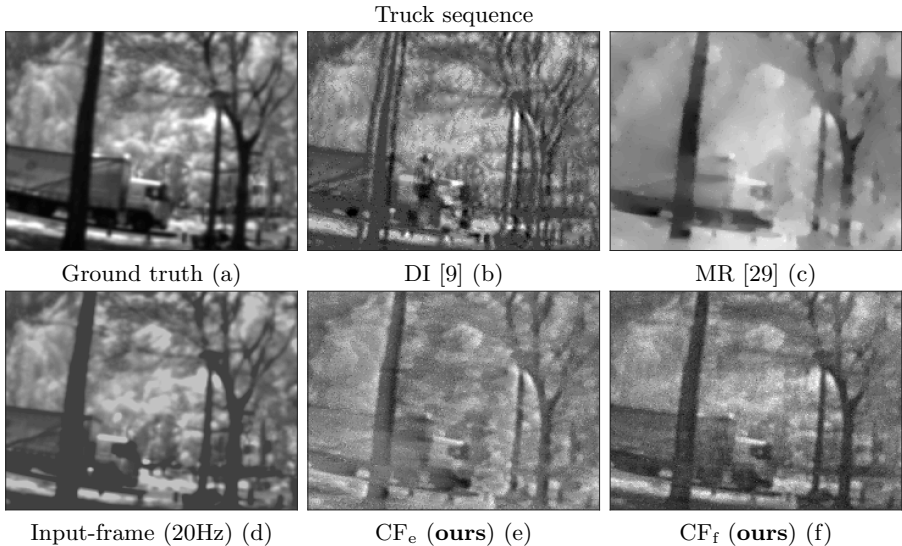 Truck sequence
Ground truth (a)
DI [9] (b)
MR [29] (c)
Input-frame (20Hz) (d)
CFe (ours) (e)
CFf (ours) (f)